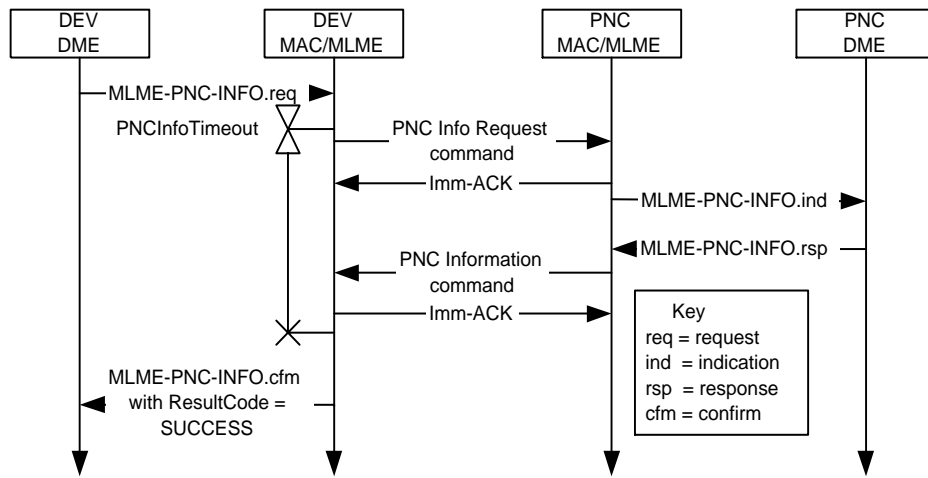 DEV
DME
DEV
MAC/MLME
PNC
MAC/MLME
PNC
DME
MLME-PNC-INFO.req
PNCInfoTimeout
PNC Info Request
command
Imm-ACK
MLME-PNC-INFO.ind
MLME-PNC-INFO.rsp
PNC Information
command
Imm-ACK
Key
req = request
ind = indication
rsp = response
cfm = confirm
MLME-PNC-INFO.cfm
with ResultCode =
SUCCESS